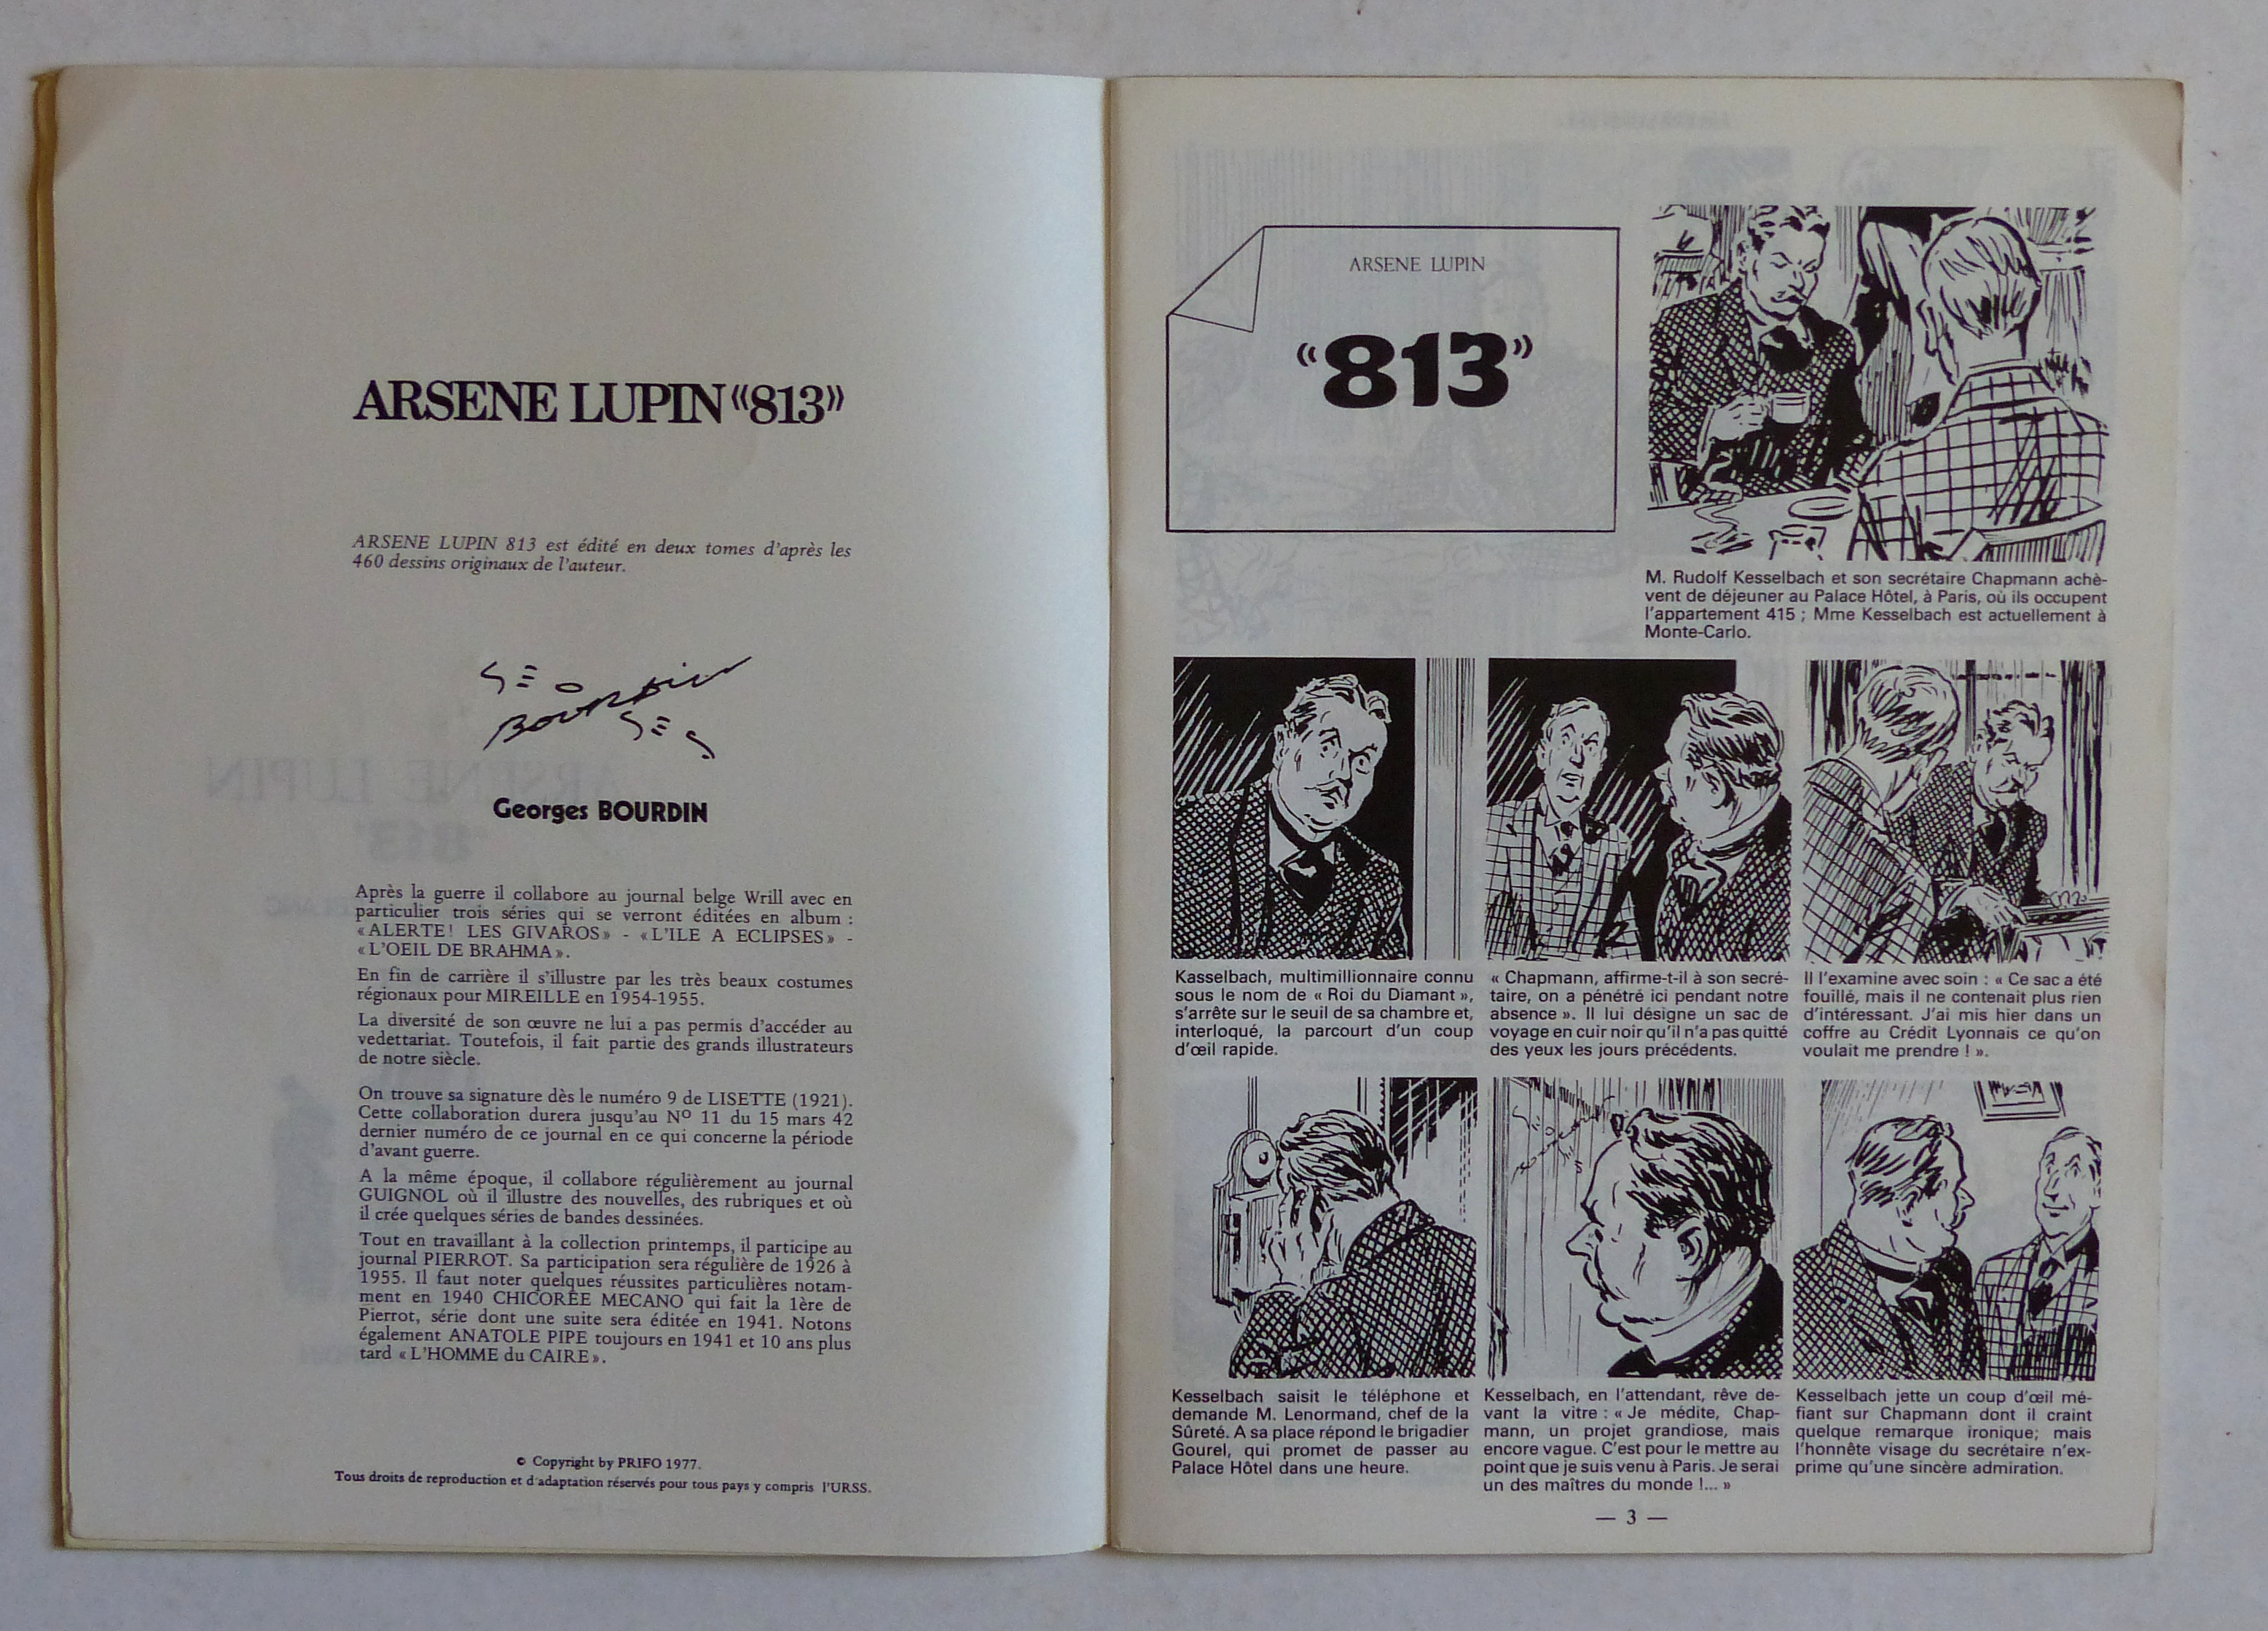 ARSENE LUPIN «813»
ARSENE LUPIN 813 est édité en deux tomes d'après les
460 dessins originaux de l'auteur.
GEO
BOURDIN
GEORGES
Georges BOURDIN
Après la guerre il collabore au journal belge Wrill avec en
particulier trois séries qui se verront éditées en album :
«ALERTE! LES GIVAROS» - «L'ILE A ECLIPSES» -
«L'OEIL DE BRAHMA».
En fin de carrière il s'illustre par les très beaux costumes
régionaux pour MIREILLE en 1954-1955.
La diversité de son œuvre ne lui a pas permis d'accéder au
vedettariat. Toutefois, il fait partie des grands illustrateurs
de notre siècle.
On trouve sa signature dès le numéro 9 de LISETTE (1921).
Cette collaboration durera jusqu'au Nº 11 du 15 mars 42
dernier numéro de ce journal en ce qui concerne la période
d'avant guerre.
A la même époque, il collabore régulièrement au journal
GUIGNOL où il illustre des nouvelles, des rubriques et où
il crée quelques séries de bandes dessinées.
Tout en travaillant à la collection printemps, il participe au
journal PIERROT. Sa participation sera régulière de 1926 à
1955. Il faut noter quelques réussites particulières notam-
ment en 1940 CHICORÉE MECANO qui fait la 1ère de
Pierrot, série dont une suite sera éditée en 1941. Notons
également ANATOLE PIPE toujours en 1941 et 10 ans plus
tard «L'HOMME du CAIRE».
© Copyright by PRIFO 1977.
Tous droits de reproduction et d'adaptation réservés pour tous pays y compris l'URSS.
ARSENE LUPIN
«813»
M. Rudolf Kesselbach et son secrétaire Chapmann achè-
vent de déjeuner au Palace Hôtel, à Paris, où ils occupent
l'appartement 415 ; Mme Kesselbach est actuellement à
Monte-Carlo.
Kasselbach, multimillionnaire connu
sous le nom de « Roi du Diamant »,
s'arrête sur le seuil de sa chambre et,
interloqué, la parcourt d'un coup
d'œil rapide.
« Chapmann, affirme-t-il à son secré-
taire, on a pénétré ici pendant notre
absence ». Il lui désigne un sac de
voyage en cuir noir qu'il n'a pas quitté
des yeux les jours précédents.
Il l'examine avec soin : « Ce sac a été
fouillé, mais il ne contenait plus rien
d'intéressant. J'ai mis hier dans un
coffre au Crédit Lyonnais ce qu'on
voulait me prendre ! ».
Kesselbach saisit le téléphone et
demande M. Lenormand, chef de la
Sûreté. A sa place répond le brigadier
Gourel, qui promet de passer au
Palace Hôtel dans une heure.
Kesselbach, en l'attendant, rêve de-
vant la vitre : « Je médite, Chap-
mann, un projet grandiose, mais
encore vague. C'est pour le mettre au
point que je suis venu à Paris. Je serai
un des maîtres du monde !... »
Kesselbach jette un coup d'œil mé-
fiant sur Chapmann dont il craint
quelque remarque ironique; mais
l'honnête visage du secrétaire n'ex-
prime qu'une sincère admiration.
— 3 —